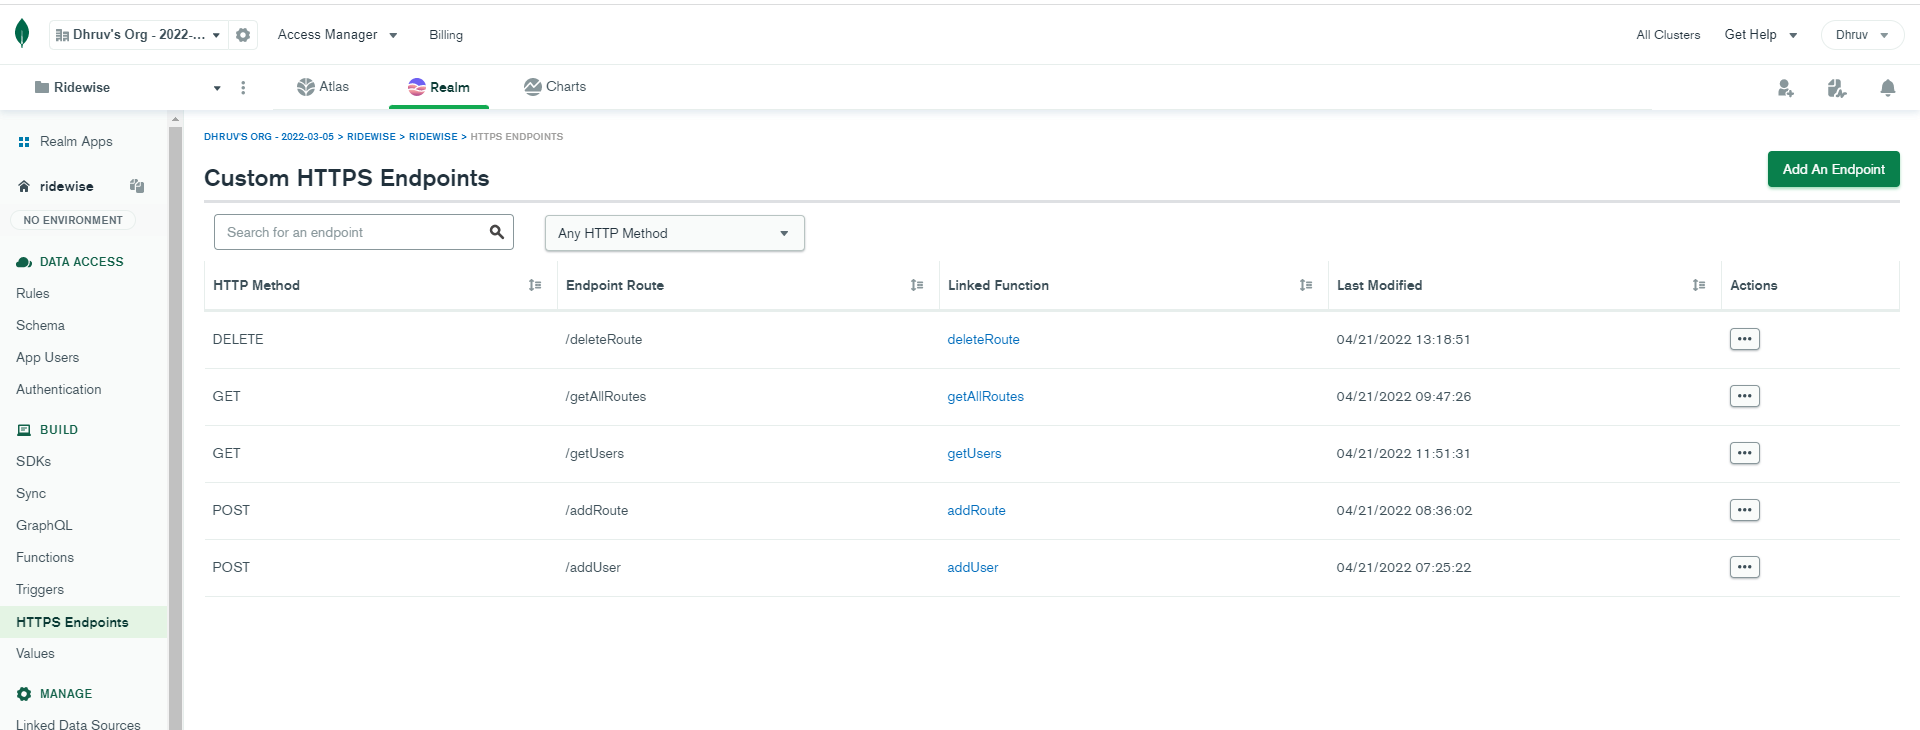 Dhruv's Org - 2022-... Access Manager Billing All Clusters Get Help Dhruv
Ridewise Atlas Realm Charts
Realm Apps
ridewise
NO ENVIRONMENT
DATA ACCESS
Rules
Schema
App Users
Authentication
BUILD
SDKs
Sync
GraphQL
Functions
Triggers
HTTPS Endpoints
Values
MANAGE
Linked Data Sources
DHRUV'S ORG - 2022-03-05 > RIDEWISE > RIDEWISE > HTTPS ENDPOINTS
Custom HTTPS Endpoints
Add An Endpoint
Search for an endpoint Any HTTP Method
HTTP Method Endpoint Route Linked Function Last Modified Actions
DELETE /deleteRoute deleteRoute 04/21/2022 13:18:51
GET /getAllRoutes getAllRoutes 04/21/2022 09:47:26
GET /getUsers getUsers 04/21/2022 11:51:31
POST /addRoute addRoute 04/21/2022 08:36:02
POST /addUser addUser 04/21/2022 07:25:22